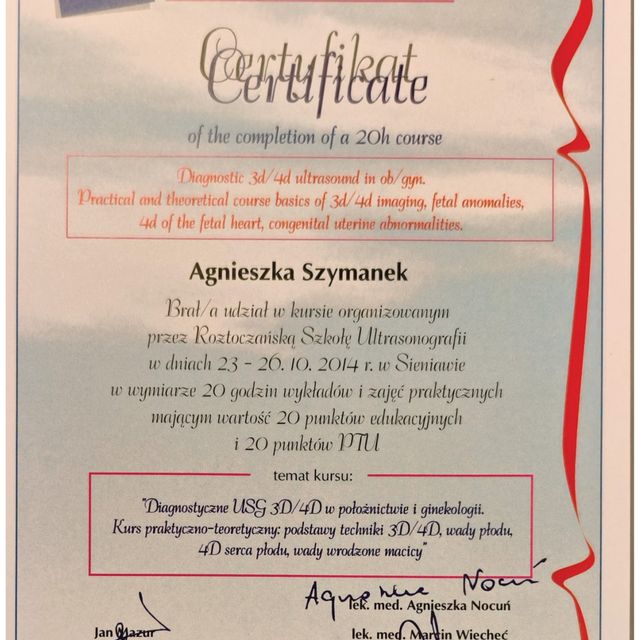 Certyfikat
Certificate
of the completion of a 20h course
Diagnostic 3d/4d ultrasound in ob/gyn.
Practical and theoretical course basics of 3d/4d imaging, fetal anomalies,
4d of the fetal heart, congenital uterine abnormalities.
Agnieszka Szymanek
Brał/a udział w kursie organizowanym
przez Roztoczańską Szkołę Ultrasonografii
w dniach 23 - 26. 10. 2014 r. w Sieniawie
w wymiarze 20 godzin wykładów i zajęć praktycznych
mającym wartość 20 punktów edukacyjnych
i 20 punktów PTU
temat kursu:
"Diagnostyczne USG 3D/4D w położnictwie i ginekologii.
Kurs praktyczno-teoretyczny: podstawy techniki 3D/4D, wady płodu,
4D serca płodu, wady wrodzone macicy"
Nocuń
lek. med. Agnieszka Nocuń
Jan Mazur
lek. med. Marcin Wiecheć